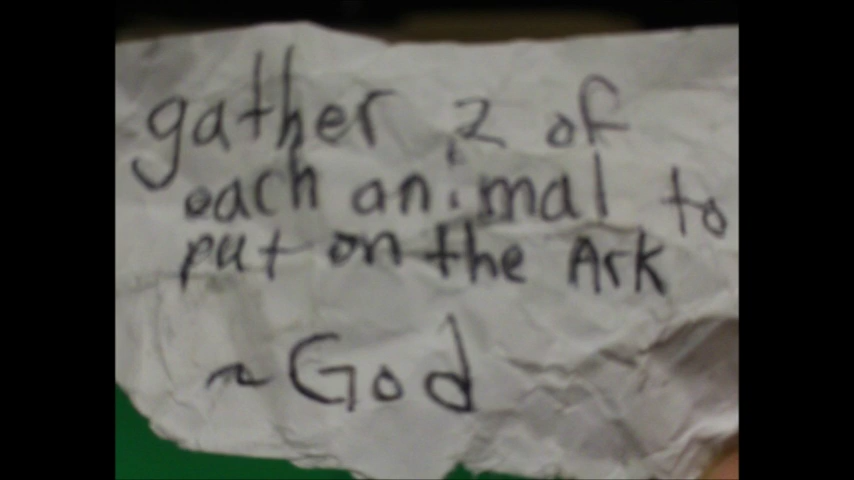 gather 2 of
each animal to
put on the Ark
~ God